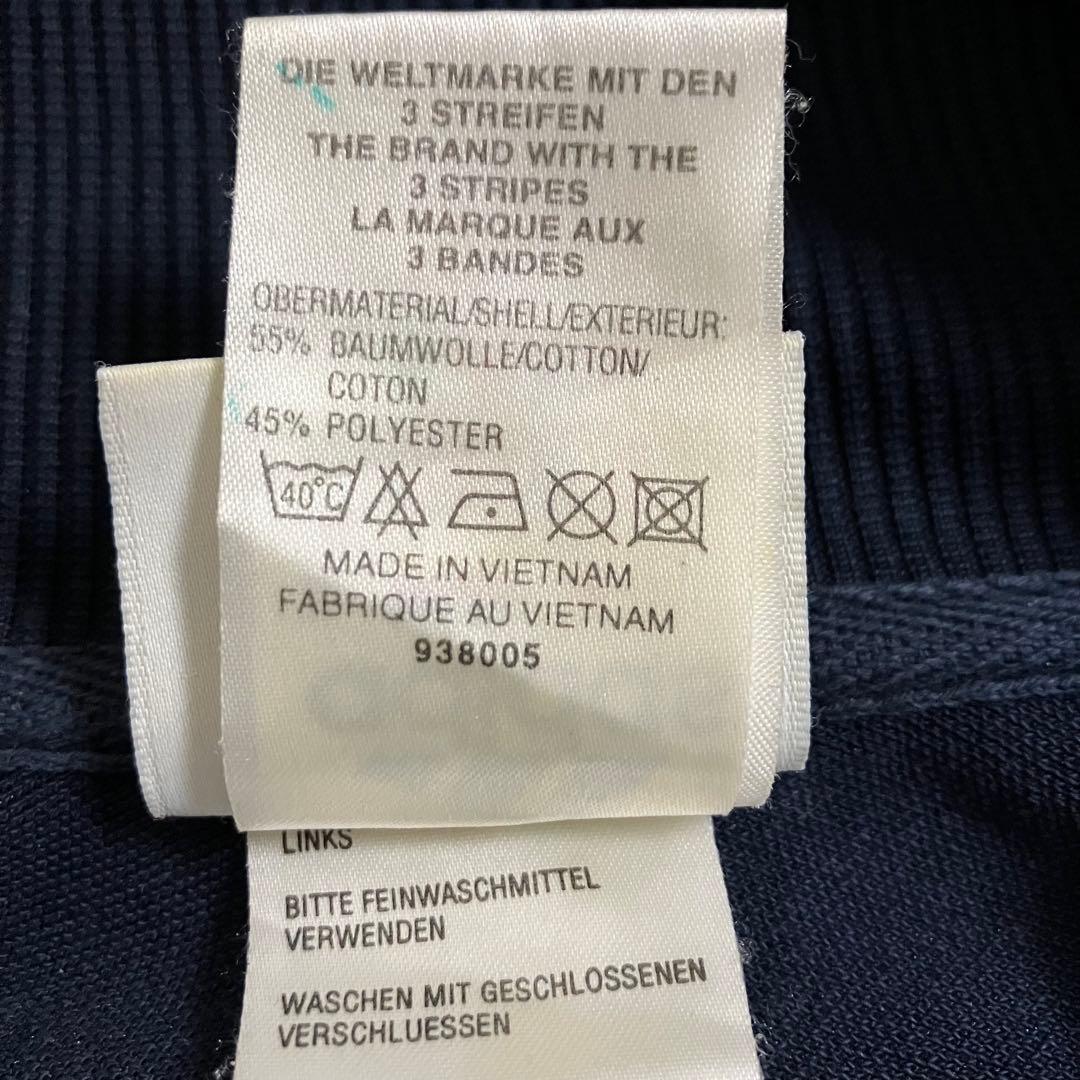 DIE WELTMARKE MIT DEN
3 STREIFEN
THE BRAND WITH THE
3 STRIPES
LA MARQUE AUX
3 BANDES
OBERMATERIAL/SHELL/EXTERIEUR:
55% BAUMWOLLE/COTTON/
COTON
45% POLYESTER
40°C
MADE IN VIETNAM
FABRIQUE AU VIETNAM
938005
LINKS
BITTE FEINWASCHMITTEL
VERWENDEN
WASCHEN MIT GESCHLOSSENEN
VERSCHLUESSEN